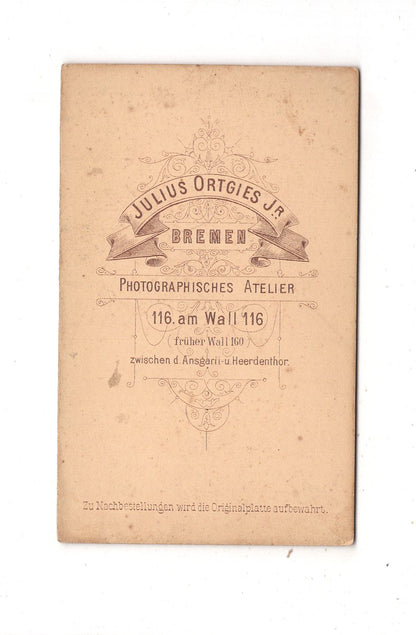 JULIUS ORTGIES JR.
BREMEN
PHOTOGRAPHISCHES ATELIER
116. am Wall 116
früher Wall 160
zwischen d. Ansgarii u. Heerdenthor.
Zu Nachbestellungen wird die Originalplatte aufbewahrt.